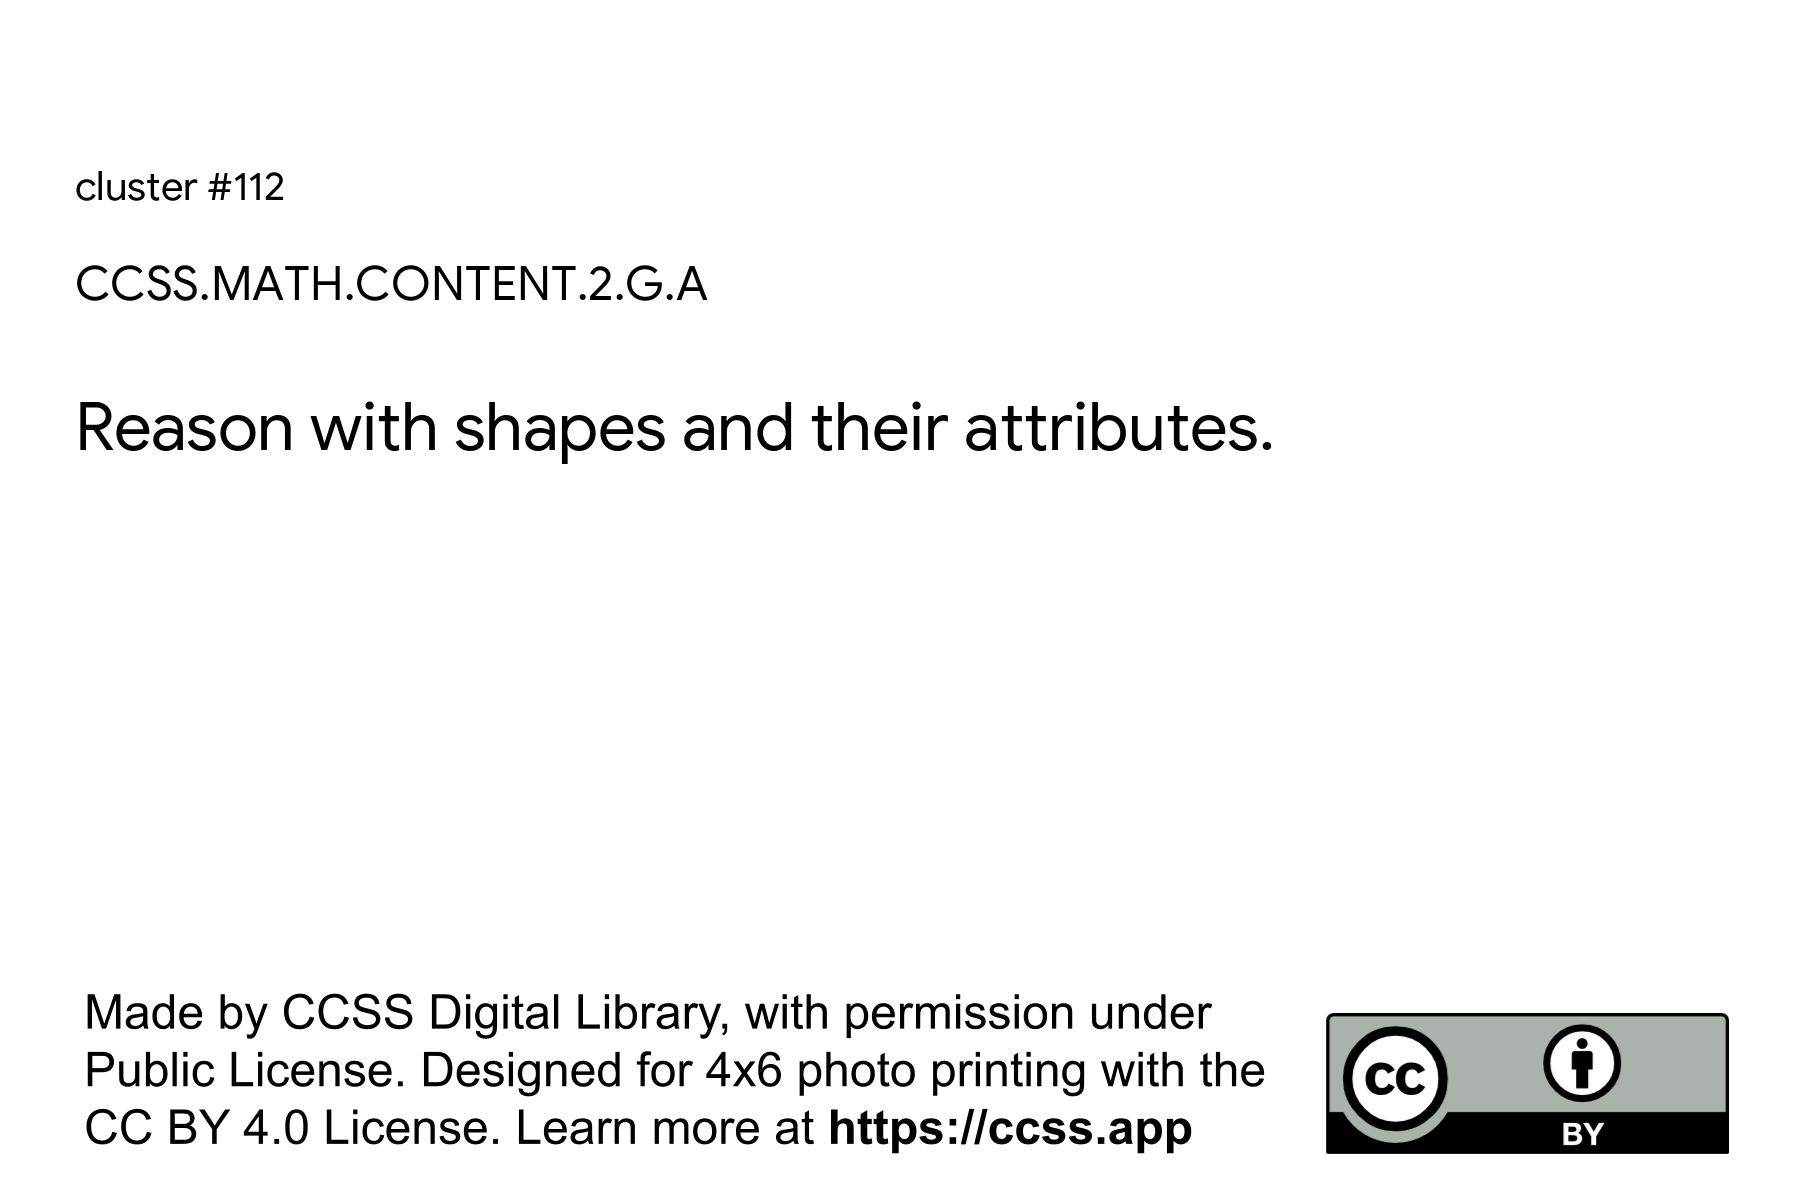 cluster #112
CCSS.MATH.CONTENT.2.G.A
Reason with shapes and their attributes.
Made by CCSS Digital Library, with permission under
Public License. Designed for 4x6 photo printing with the
CC BY 4.0 License. Learn more at https://ccss.app
CC
BY